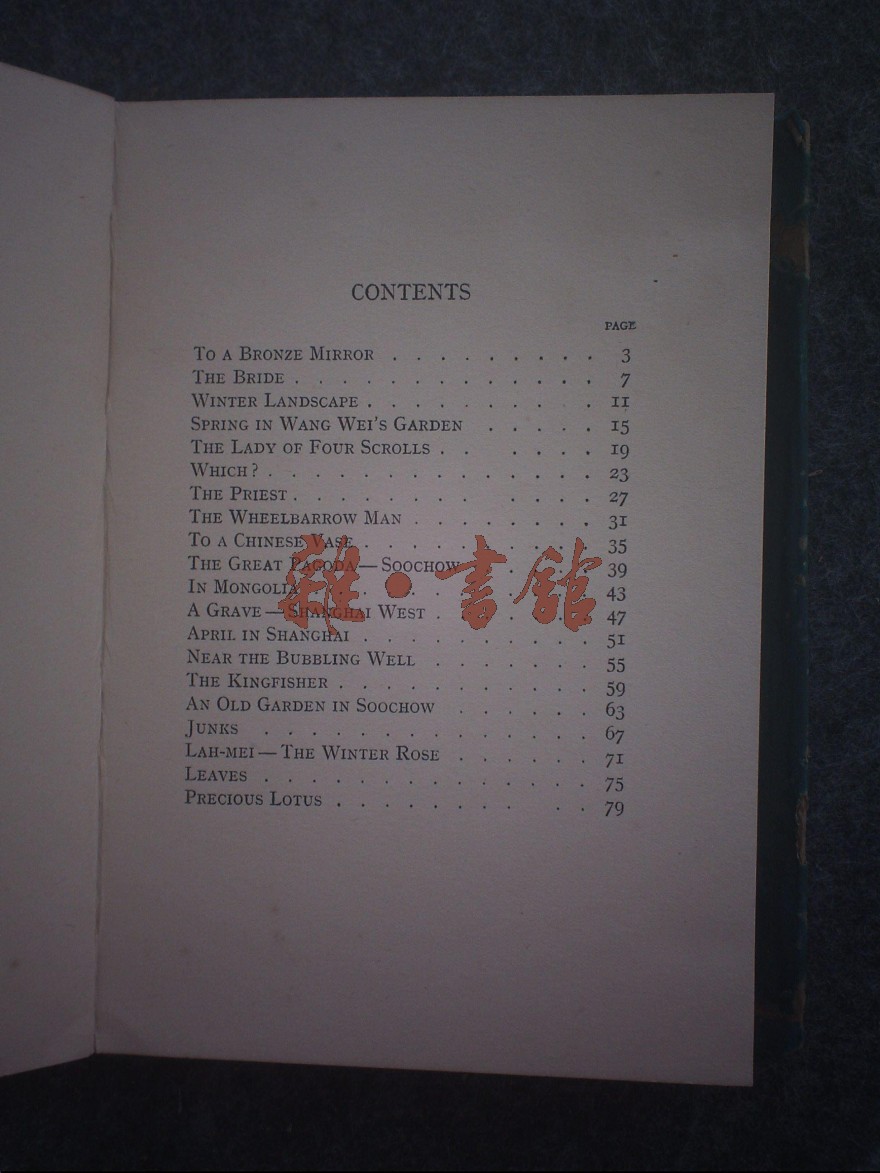 CONTENTS
PAGE
TO A BRONZE MIRROR . . . . . . . . . 3
THE BRIDE . . . . . . . . . . . . . 7
WINTER LANDSCAPE . . . . . . . . . . 11
SPRING IN WANG WEI'S GARDEN . . . . . 15
THE LADY OF FOUR SCROLLS . . . . . . 19
WHICH? . . . . . . . . . . . . . . 23
THE PRIEST . . . . . . . . . . . . . 27
THE WHEELBARROW MAN . . . . . . . . 31
TO A CHINESE VASE . . . . . . . . . . 35
THE GREAT PAGODA — SOOCHOW . . . . . 39
IN MONGOLIA . . . . . . . . . . . . 43
A GRAVE — SHANGHAI WEST . . . . . . . 47
APRIL IN SHANGHAI . . . . . . . . . . 51
NEAR THE BUBBLING WELL . . . . . . . 55
THE KINGFISHER . . . . . . . . . . . 59
AN OLD GARDEN IN SOOCHOW . . . . . . 63
JUNKS . . . . . . . . . . . . . . 67
LAH-MEI — THE WINTER ROSE . . . . . . 71
LEAVES . . . . . . . . . . . . . . 75
PRECIOUS LOTUS . . . . . . . . . . 79
雜·書館